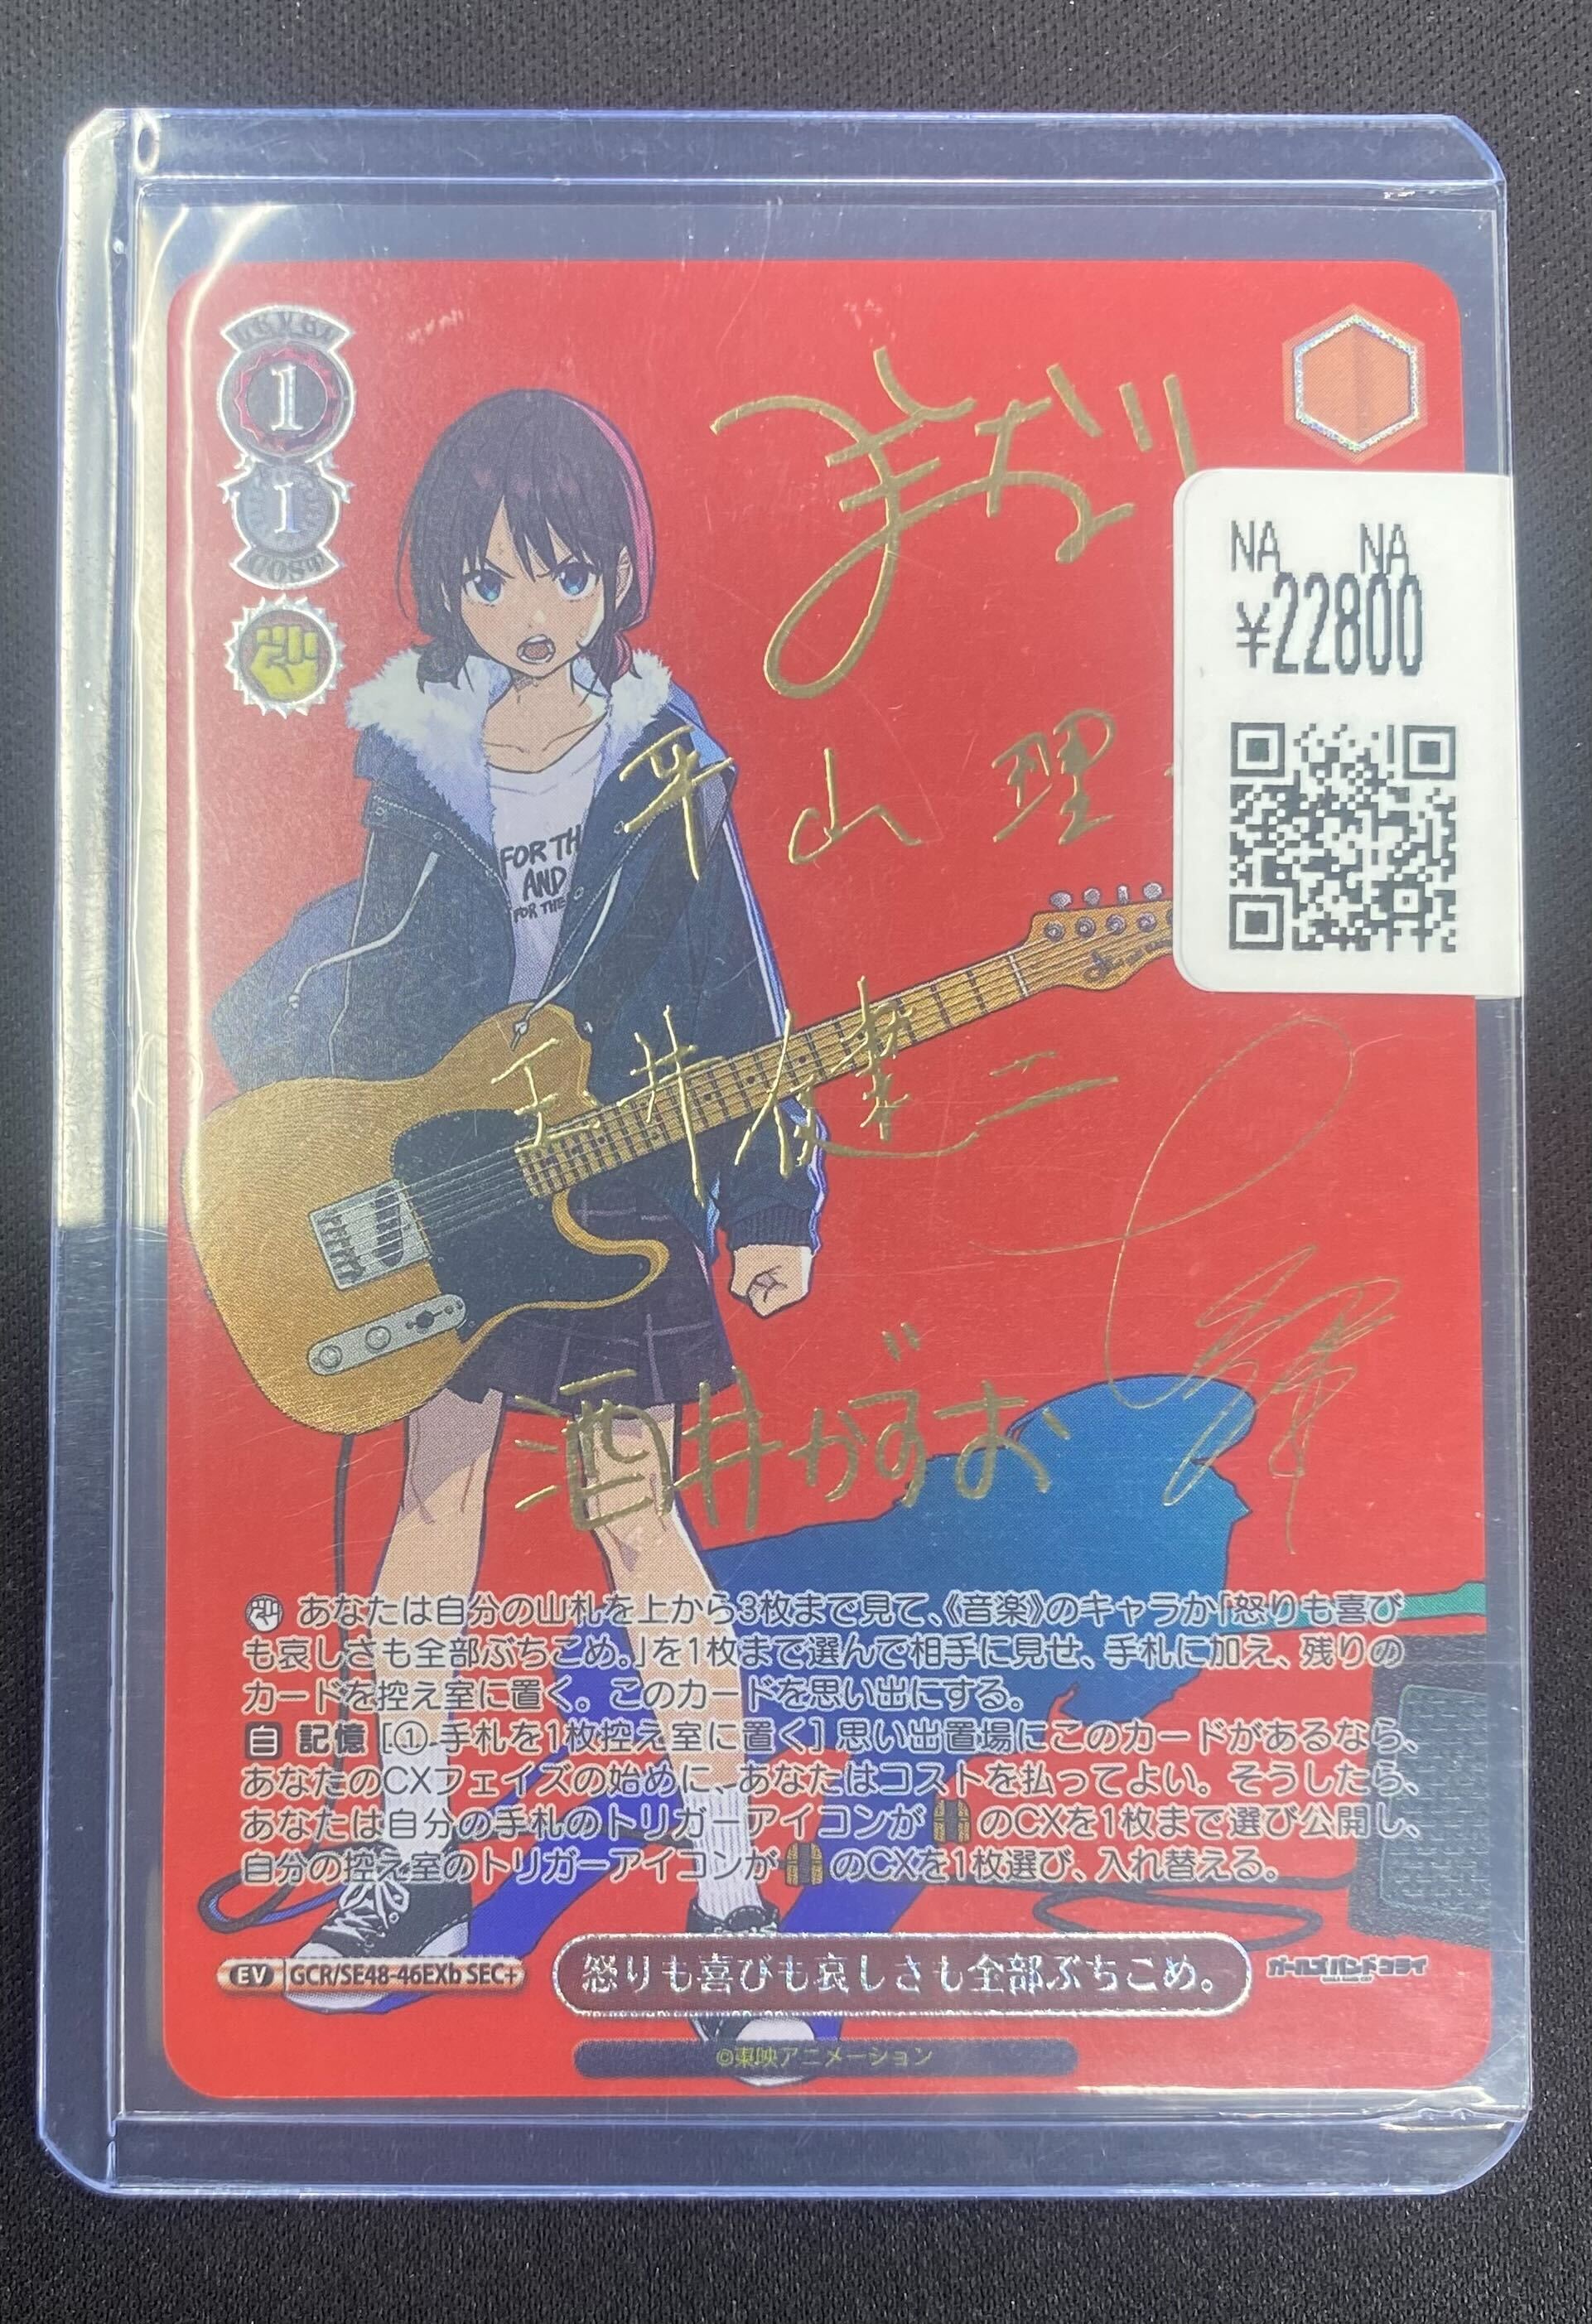 LEVEL
1
1
COST
まなり
NA NA
¥22800
平山理
FOR TH
AND
FOR THE
玉井健二
酒井かずお
あなたは自分の山札を上から3枚まで見て、《音楽》のキャラか「怒りも喜び
も哀しさも全部ぶちこめ。」を1枚まで選んで相手に見せ、手札に加え、残りの
カードを控え室に置く。このカードを思い出にする。
自 記憶 [① 手札を1枚控え室に置く] 思い出置場にこのカードがあるなら、
あなたのCXフェイズの始めに、あなたはコストを払ってよい。そうしたら、
あなたは自分の手札のトリガーアイコンが のCXを1枚まで選び公開し、
自分の控え室のトリガーアイコンが のCXを1枚選び、入れ替える。
EV GCR/SE48-46EXb SEC+ 怒りも喜びも哀しさも全部ぶちこめ。 ガールズバンドクライ
©東映アニメーション